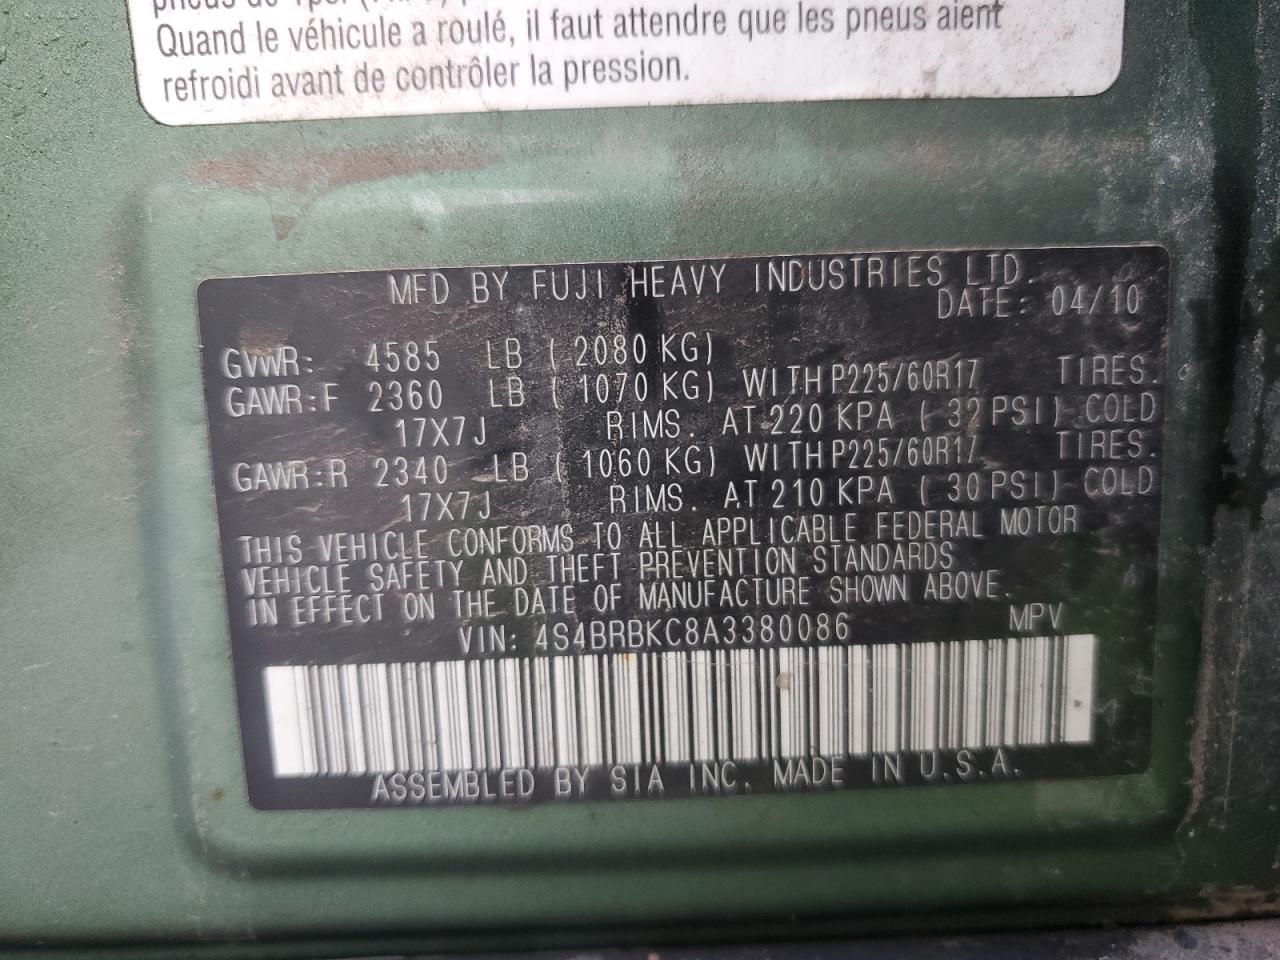 Quand le véhicule a roulé, il faut attendre que les pneus aient
refroidi avant de contrôler la pression.
MFD BY FUJI HEAVY INDUSTRIES LTD.
DATE: 04/10
GVWR: 4585 LB (2080 KG)
GAWR:F 2360 LB (1070 KG) WITH P225/60R17 TIRES.
17X7J RIMS. AT 220 KPA (32 PSI) COLD
GAWR:R 2340 LB (1060 KG) WITH P225/60R17 TIRES.
17X7J RIMS. AT 210 KPA (30 PSI) COLD
THIS VEHICLE CONFORMS TO ALL APPLICABLE FEDERAL MOTOR
VEHICLE SAFETY AND THEFT PREVENTION STANDARDS
IN EFFECT ON THE DATE OF MANUFACTURE SHOWN ABOVE.
VIN: 4S4BRBKC8A3380086 MPV
ASSEMBLED BY SIA INC. MADE IN U.S.A.